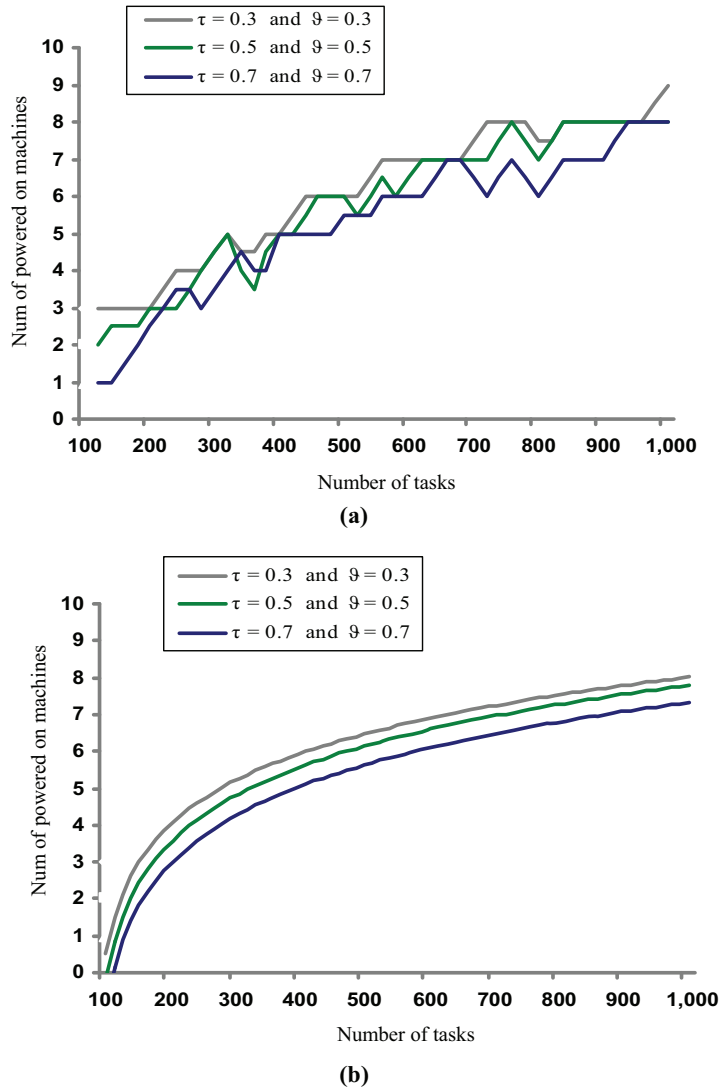 τ = 0.3 and ϑ = 0.3
τ = 0.5 and ϑ = 0.5
τ = 0.7 and ϑ = 0.7
Num of powered on machines
10
9
8
7
6
5
4
3
2
1
0
100 200 300 400 500 600 700 800 900 1,000
Number of tasks
(a)
τ = 0.3 and ϑ = 0.3
τ = 0.5 and ϑ = 0.5
τ = 0.7 and ϑ = 0.7
Num of powered on machines
10
9
8
7
6
5
4
3
2
1
0
100 200 300 400 500 600 700 800 900 1,000
Number of tasks
(b)